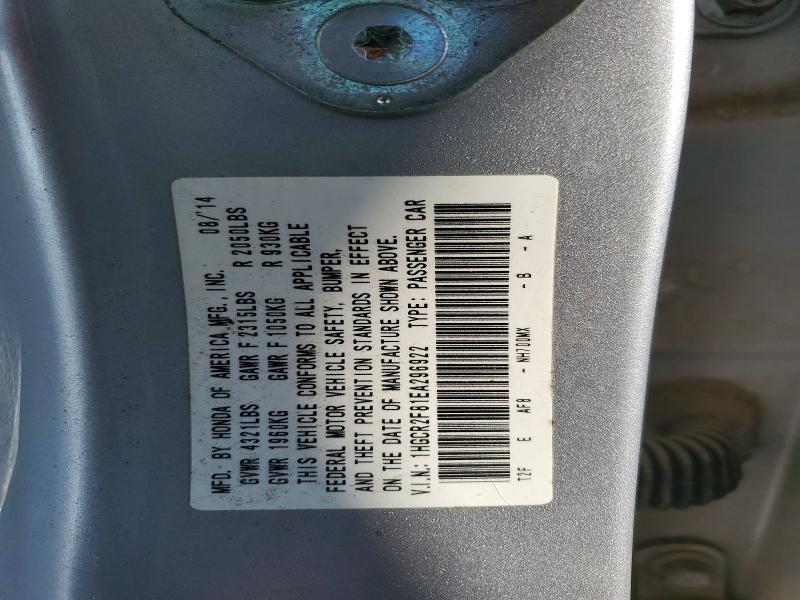 MFD. BY HONDA OF AMERICA MFG., INC. 08/'14
GVWR 4321LBS GAWR F 2315LBS R 2050LBS
GVWR 1960KG GAWR F 1050KG R 930KG
THIS VEHICLE CONFORMS TO ALL APPLICABLE
FEDERAL MOTOR VEHICLE SAFETY, BUMPER,
AND THEFT PREVENTION STANDARDS IN EFFECT
ON THE DATE OF MANUFACTURE SHOWN ABOVE.
V.I.N.: 1HGCR2F81EA296922 TYPE: PASSENGER CAR
T2F E AF8 - NH700MX - B - A